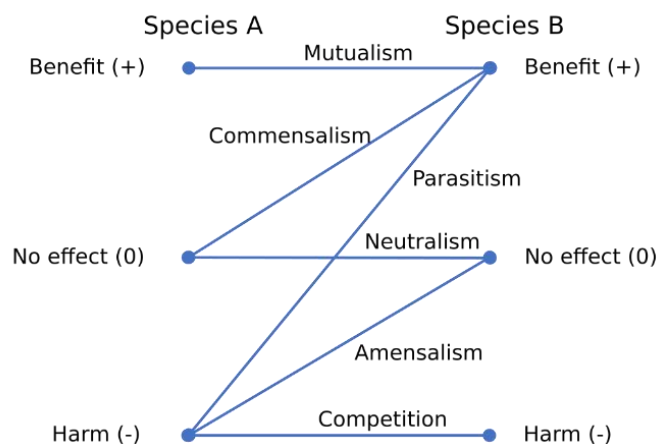 Species A
Species B
Mutualism
Benefit (+)
Benefit (+)
Commensalism
Parasitism
Neutralism
No effect (0)
No effect (0)
Amensalism
Competition
Harm (-)
Harm (-)